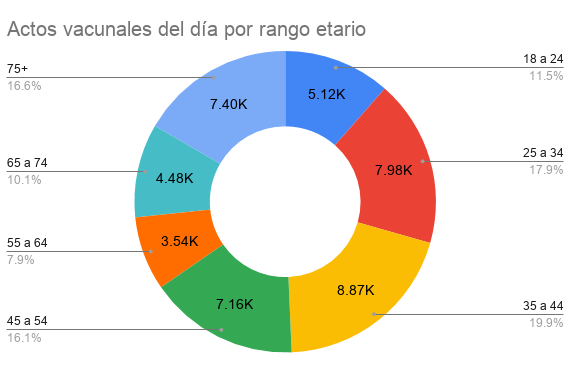 Actos vacunales del día por rango etario
18 a 24
11.5%
5.12K
25 a 34
17.9%
7.98K
35 a 44
19.9%
8.87K
45 a 54
16.1%
7.16K
55 a 64
7.9%
3.54K
65 a 74
10.1%
4.48K
75+
16.6%
7.40K